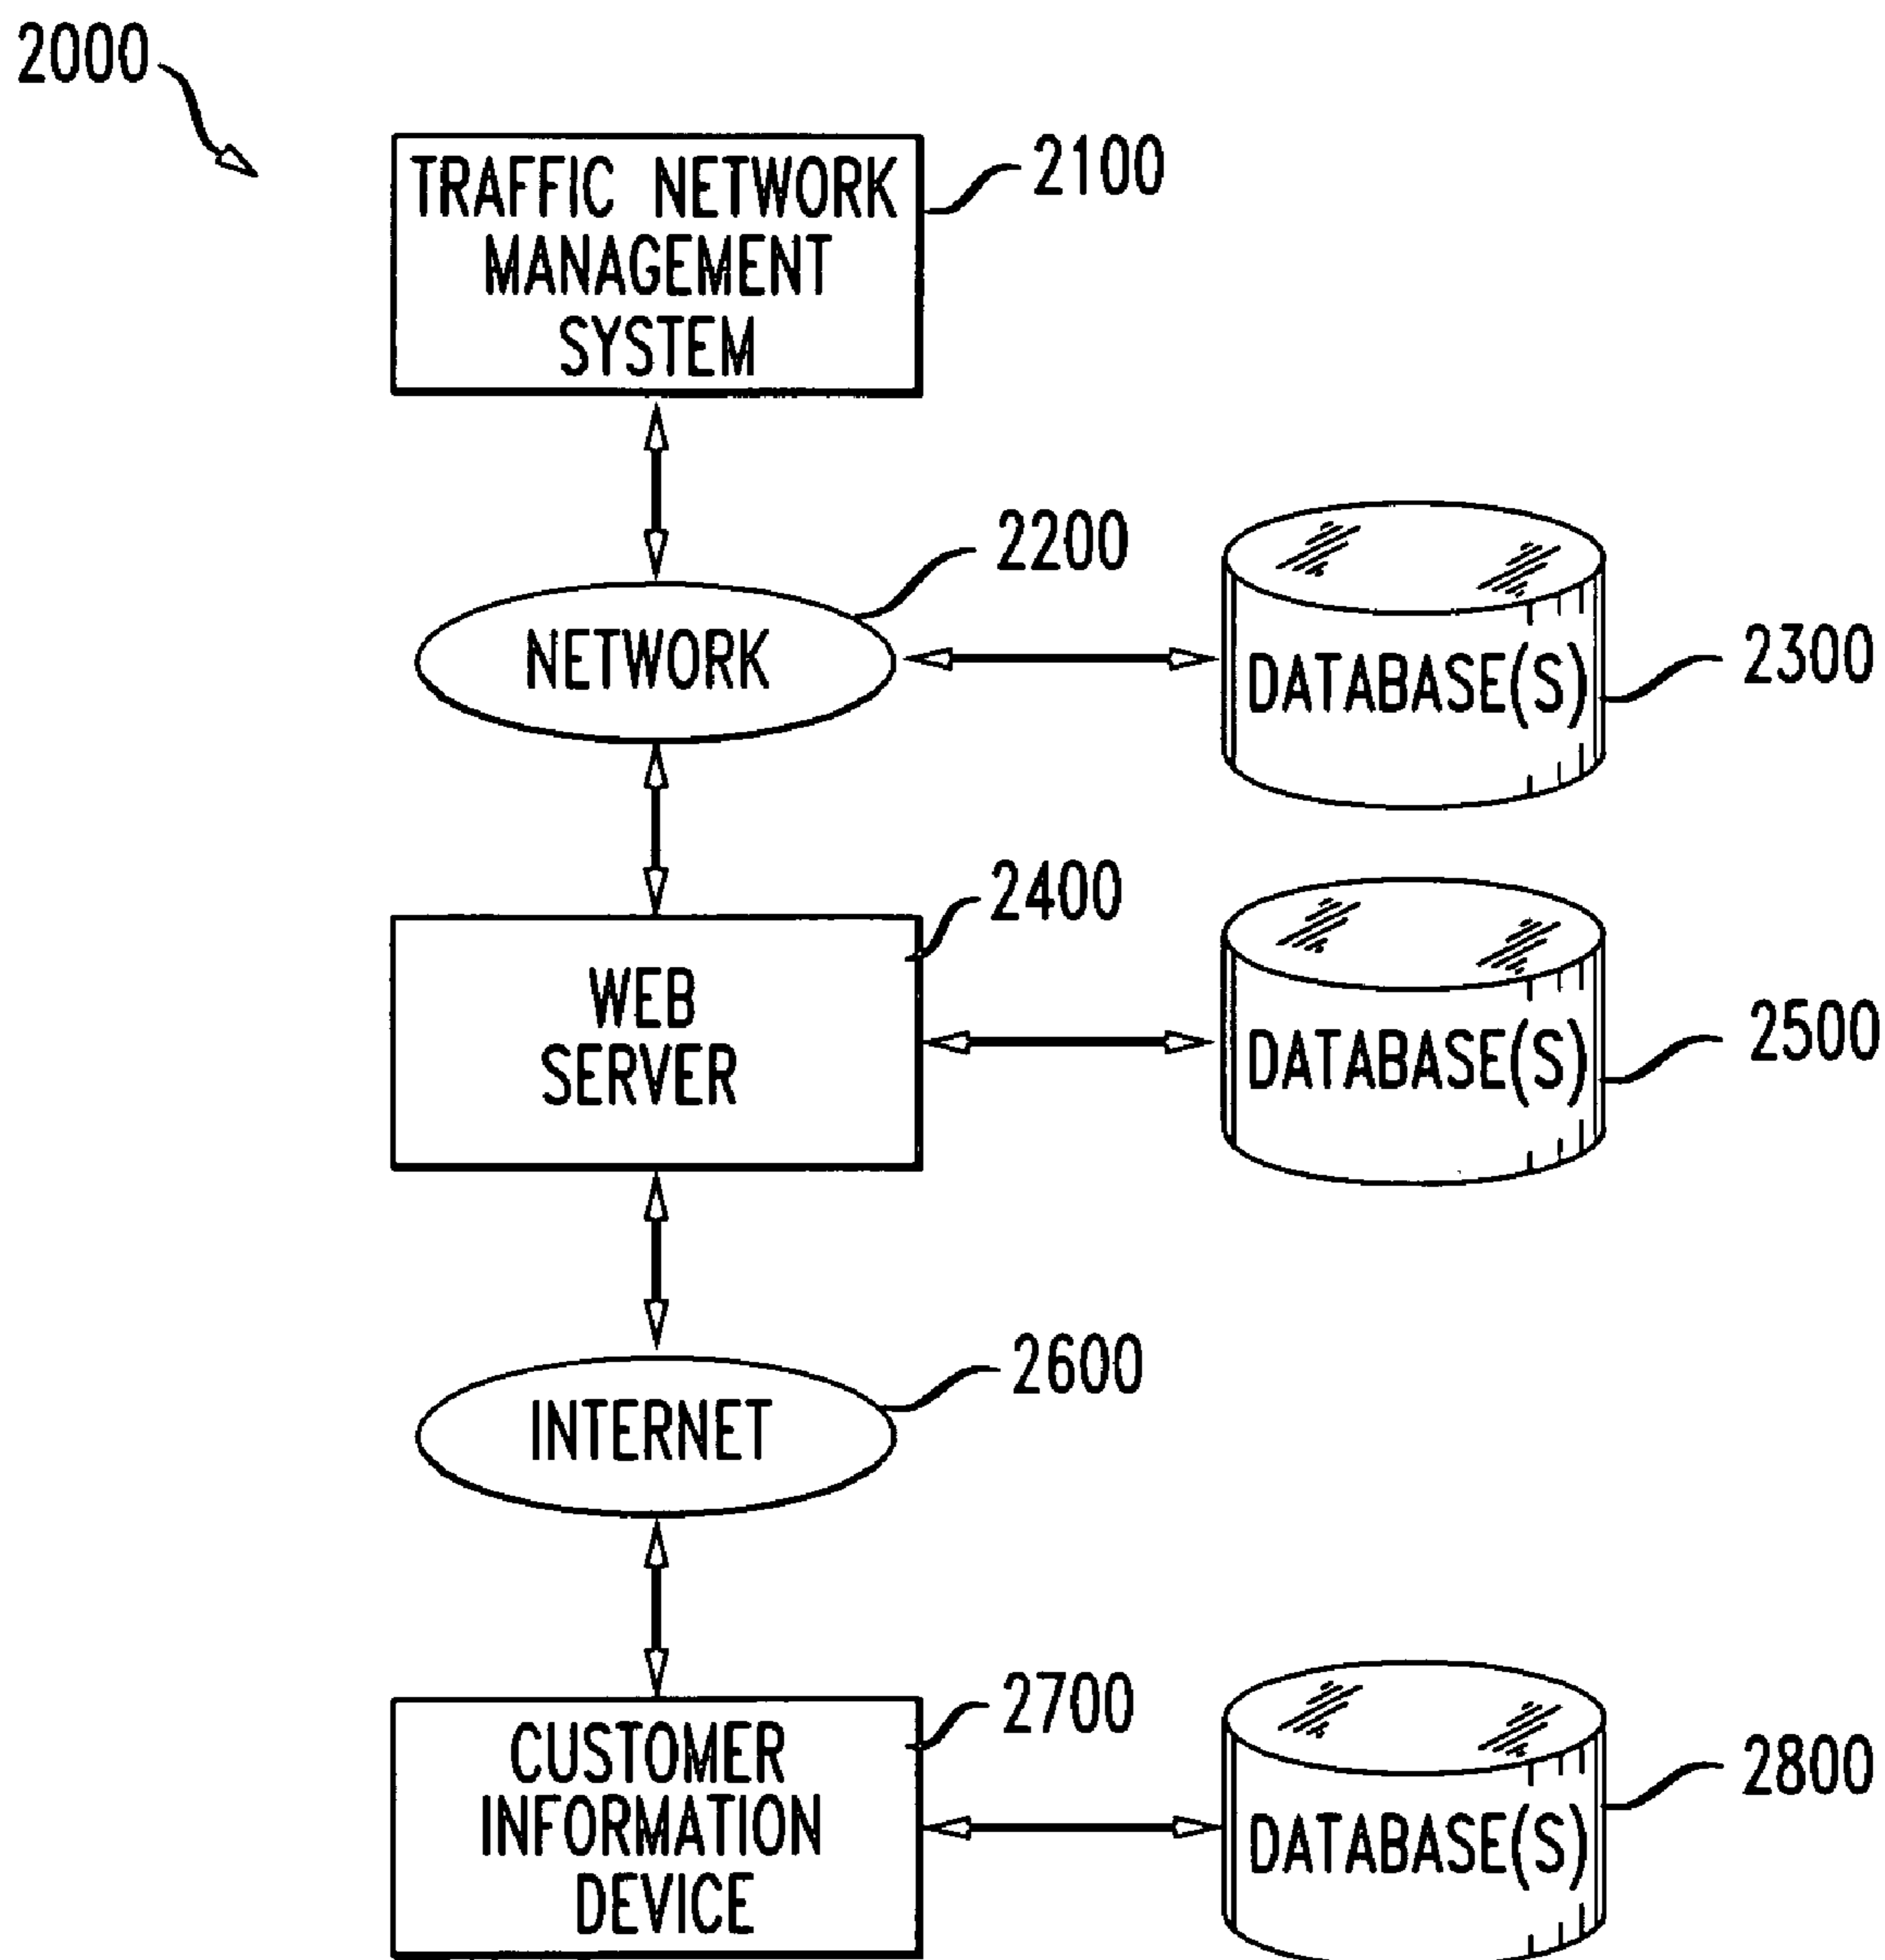 2000
TRAFFIC NETWORK
MANAGEMENT
SYSTEM
2100
2200
NETWORK
DATABASE(S)
2300
2400
WEB
SERVER
DATABASE(S)
2500
2600
INTERNET
2700
CUSTOMER
INFORMATION
DEVICE
DATABASE(S)
2800